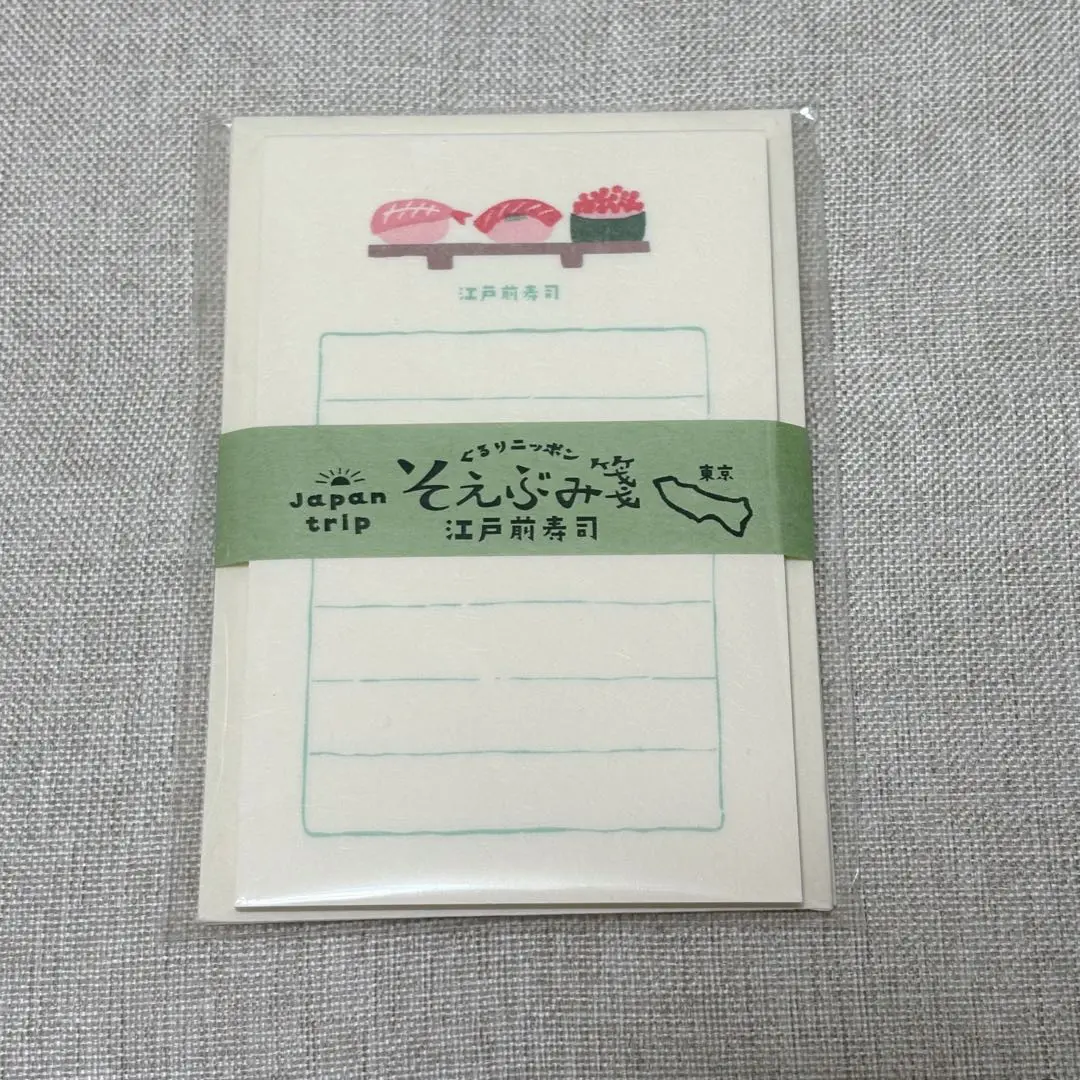 江戸前寿司
ぐるりニッポン
Japan
trip
そえぶみ箋
江戸前寿司
東京